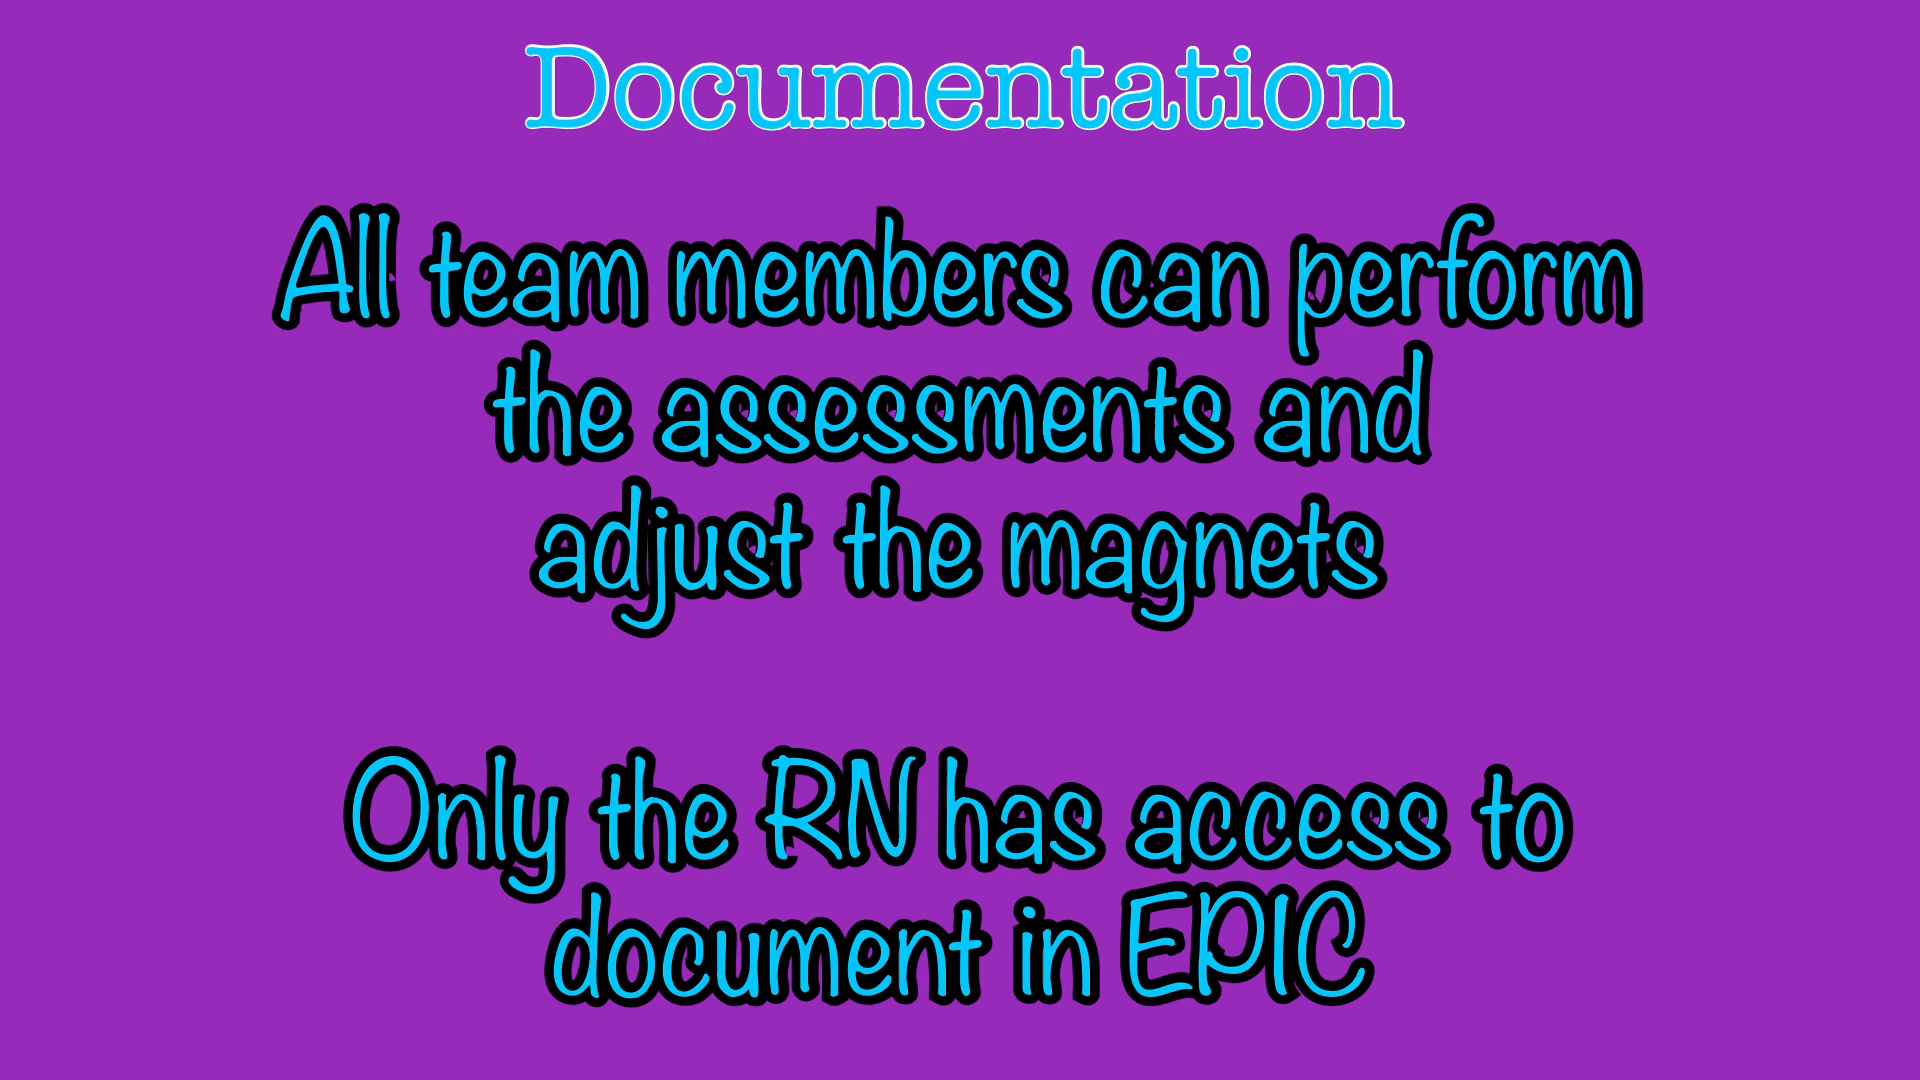 Documentation
All team members can perform
the assessments and
adjust the magnets
Only the RN has access to
document in EPIC